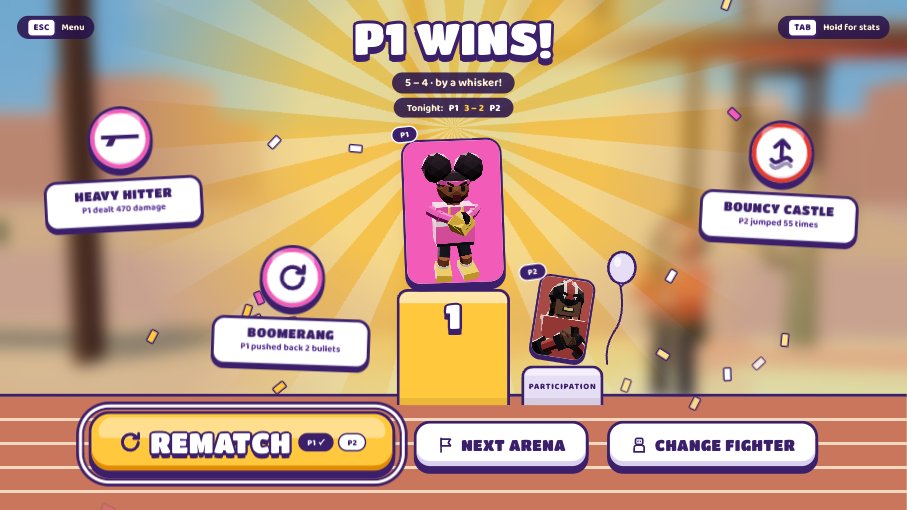 ESC Menu
P1 WINS!
TAB Hold for stats
5 – 4 · by a whisker!
Tonight: P1 3 – 2 P2
P1
HEAVY HITTER
P1 dealt 470 damage
BOUNCY CASTLE
P2 jumped 55 times
BOOMERANG
P1 pushed back 2 bullets
1
P2
PARTICIPATION
REMATCH P1 ✓ P2
NEXT ARENA
CHANGE FIGHTER